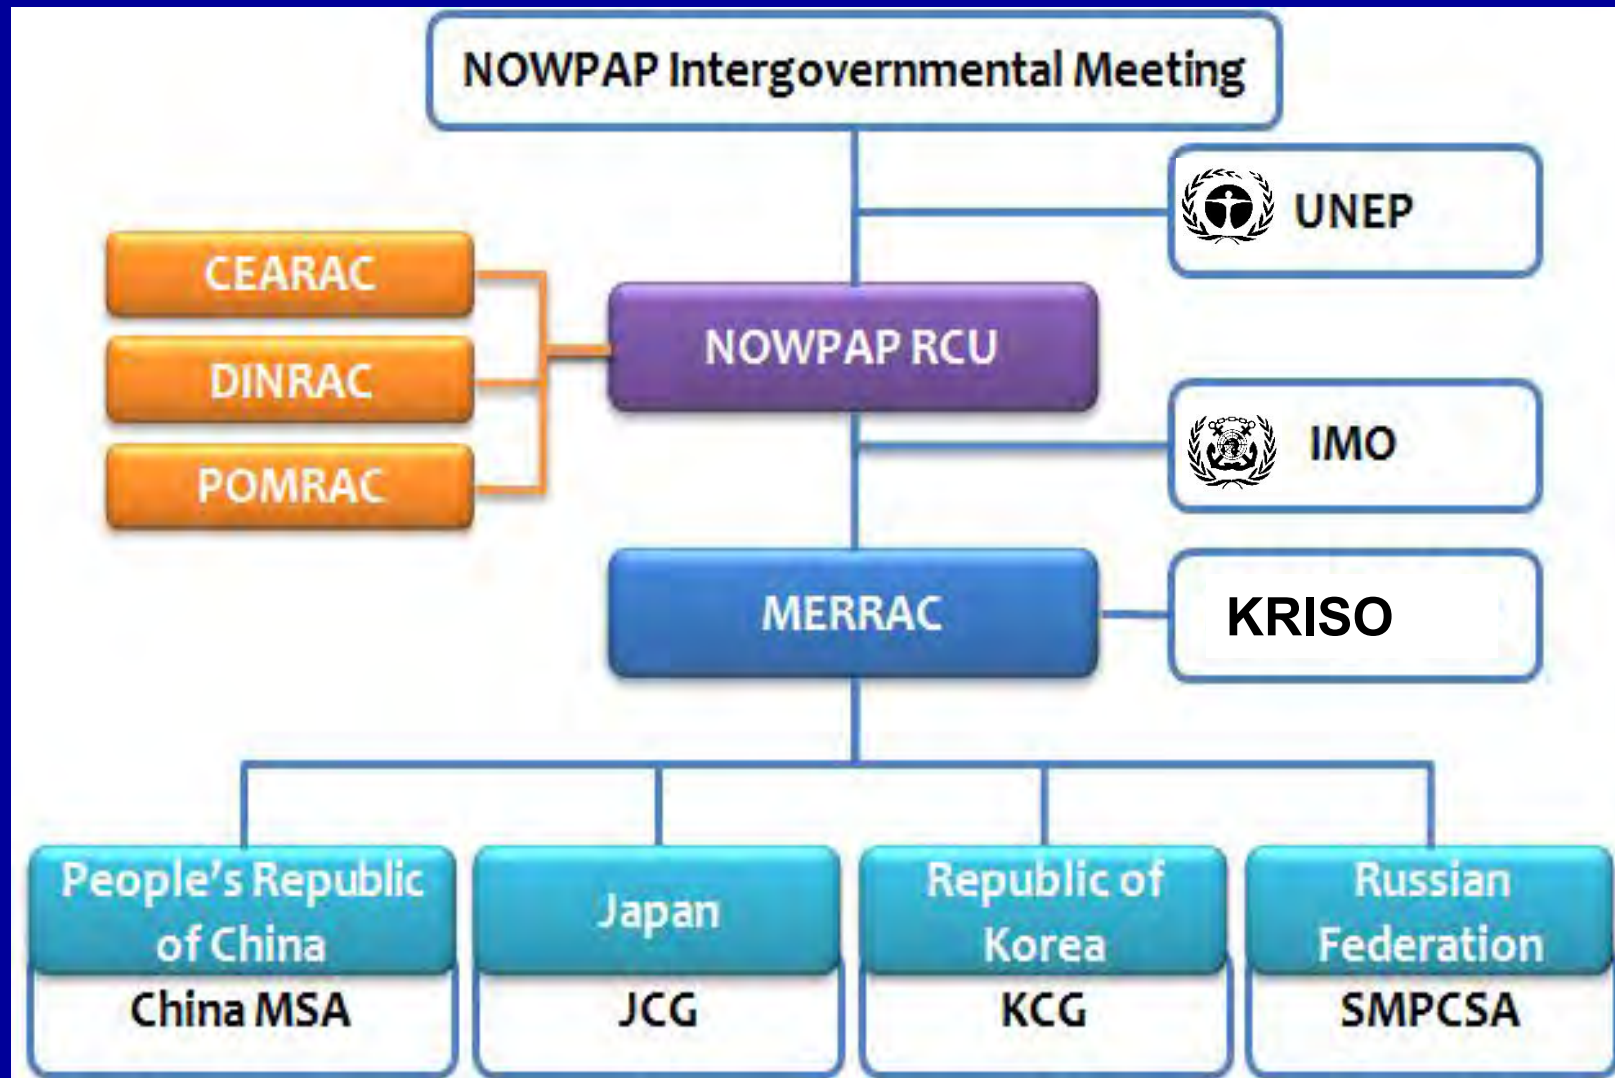 NOWPAP Intergovernmental Meeting
UNEP
CEARAC
NOWPAP RCU
DINRAC
IMO
POMRAC
MERRAC
KRISO
People's Republic
of China
China MSA
Japan
JCG
Republic of
Korea
KCG
Russian
Federation
SMPCSA